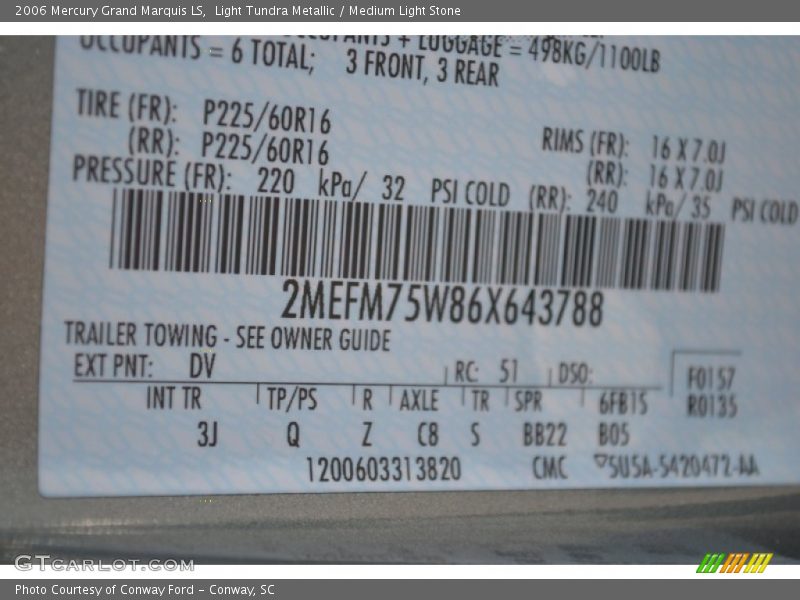 2006 Mercury Grand Marquis LS, Light Tundra Metallic / Medium Light Stone
OCCUPANTS + LUGGAGE = 498KG/1100LB
OCCUPANTS = 6 TOTAL; 3 FRONT, 3 REAR
TIRE (FR): P225/60R16 RIMS (FR): 16 X 7.0J
(RR): P225/60R16 (RR): 16 X 7.0J
PRESSURE (FR): 220 kPa/ 32 PSI COLD (RR): 240 kPa/ 35 PSI COLD
2MEFM75W86X643788
TRAILER TOWING - SEE OWNER GUIDE
EXT PNT: DV RC: 51 DSO: F0157
INT TR TP/PS R AXLE TR SPR 6FB15 R0135
3J Q Z C8 S BB22 B05
1200603313820 CMC ▽5U5A-5420472-AA
GTCARLOT.COM
Photo Courtesy of Conway Ford - Conway, SC